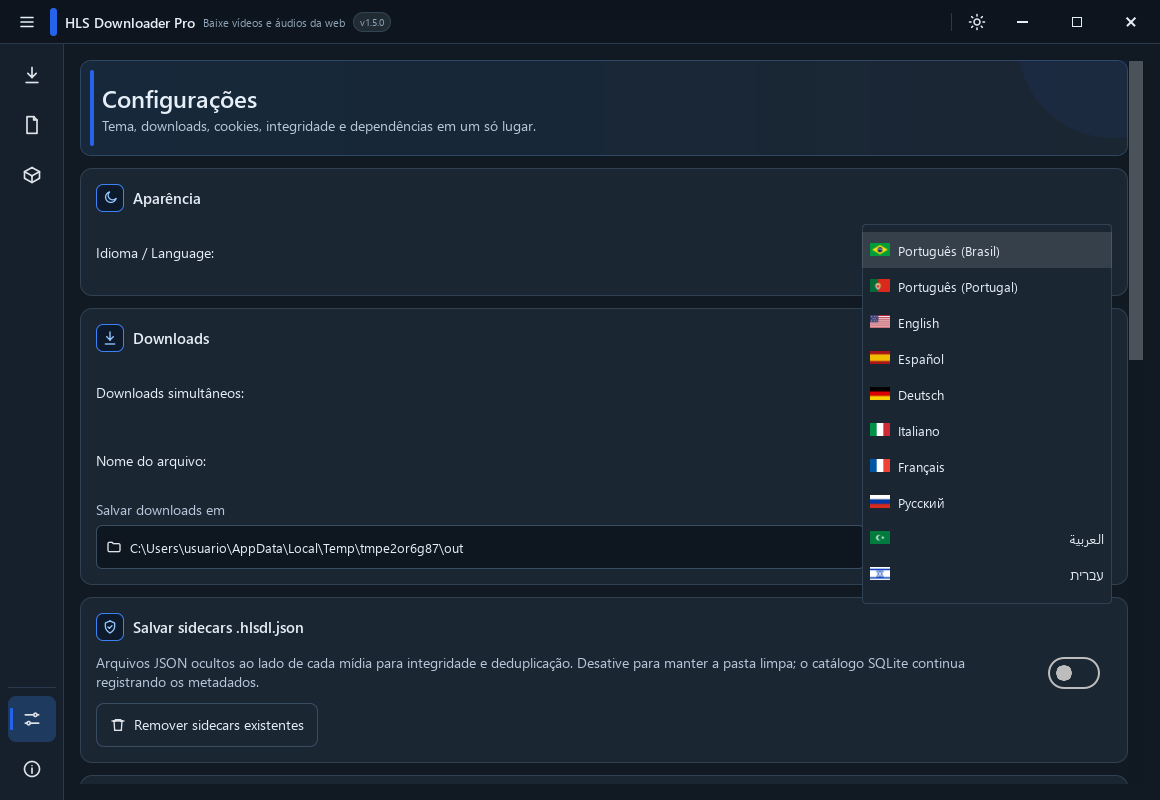 HLS Downloader Pro Baixe vídeos e áudios da web v1.5.0
Configurações
Tema, downloads, cookies, integridade e dependências em um só lugar.
Aparência
Idioma / Language:
Português (Brasil)
Português (Portugal)
English
Español
Deutsch
Italiano
Français
Русский
العربية
עברית
Downloads
Downloads simultâneos:
Nome do arquivo:
Salvar downloads em
C:\Users\usuario\AppData\Local\Temp\tmpe2or6g87\out
Salvar sidecars .hlsdl.json
Arquivos JSON ocultos ao lado de cada mídia para integridade e deduplicação. Desative para manter a pasta limpa; o catálogo SQLite continua
registrando os metadados.
Remover sidecars existentes